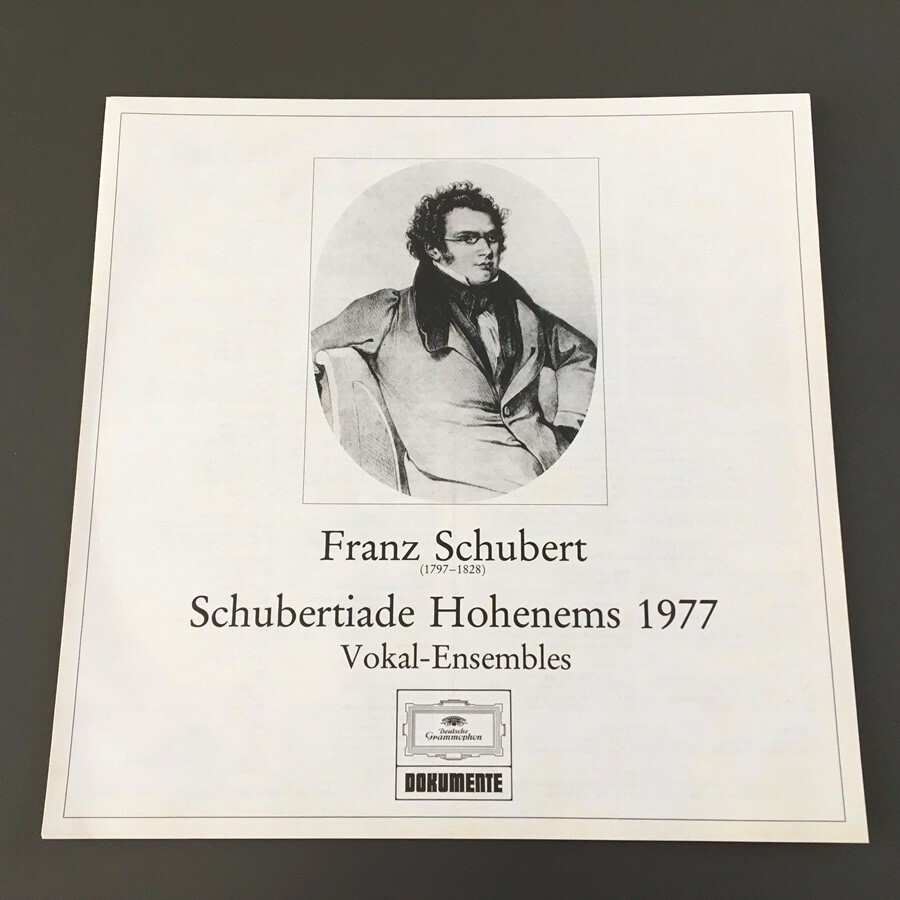 Franz Schubert
(1797–1828)
Schubertiade Hohenems 1977
Vokal-Ensembles
Deutsche
Grammophon
DOKUMENTE